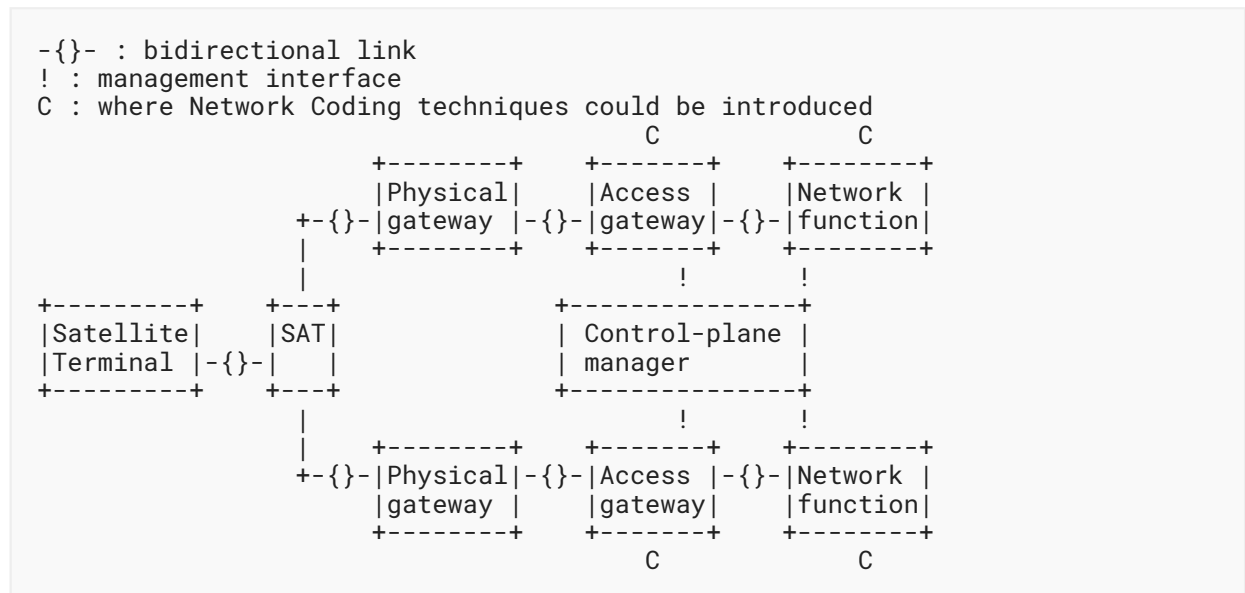 -{}- : bidirectional link
! : management interface
C : where Network Coding techniques could be introduced
                                                     C                  C
                             +--------+     +-------+     +--------+
                             |Physical|     |Access |     |Network |
                      +-{}-|gateway |-{}-|gateway|-{}-|function|
                      |      +--------+     +-------+     +--------+
                      |                                !         !
+---------+     +---+                  +---------------+
|Satellite|     |SAT|                  | Control-plane |
|Terminal |-{}-|   |                  | manager       |
+---------+     +---+                  +---------------+
                      |                                !         !
                      |      +--------+     +-------+     +--------+
                      +-{}-|Physical|-{}-|Access |-{}-|Network |
                             |gateway |     |gateway|     |function|
                             +--------+     +-------+     +--------+
                                                     C                  C